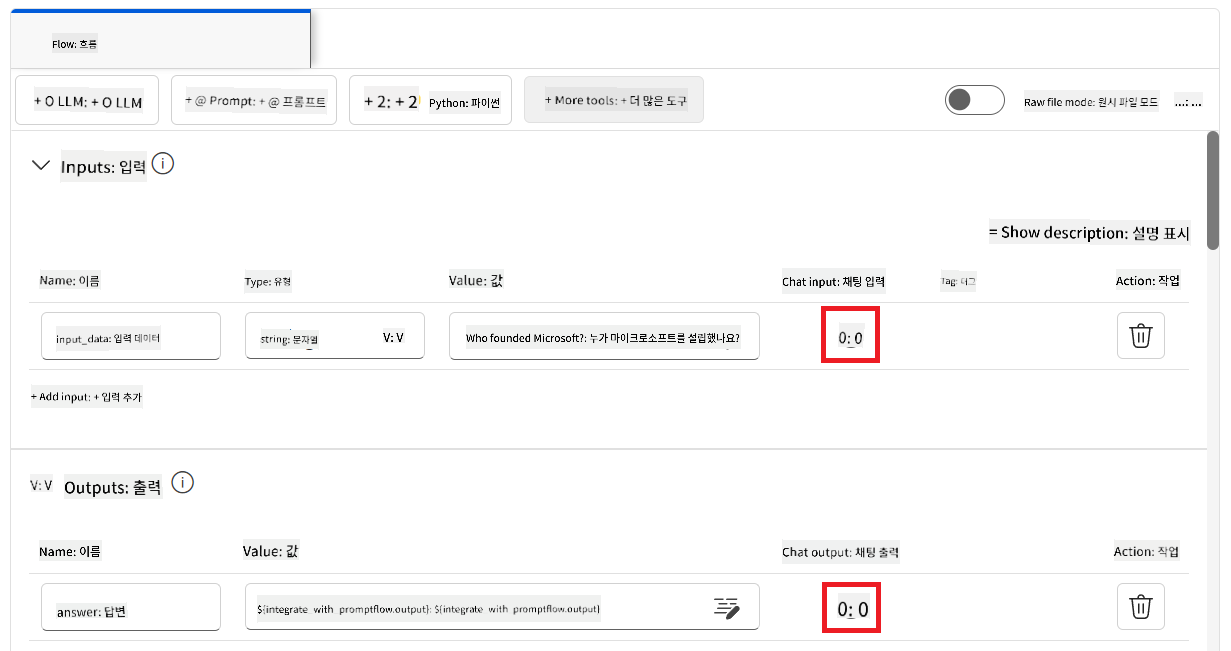 Flow: 흐름
+ O LLM: + O LLM
+ @ Prompt: + @ 프롬프트
+ 2: + 2 Python: 파이썬
+ More tools: + 더 많은 도구
Raw file mode: 원시 파일 모드
...: ...
Inputs: 입력
= Show description: 설명 표시
Name: 이름 Type: 유형 Value: 값 Chat input: 채팅 입력 Tag: 태그 Action: 작업
input_data: 입력 데이터 string: 문자열 V: V Who founded Microsoft?: 누가 마이크로소프트를 설립했나요? 0: 0
+ Add input: + 입력 추가
V: V Outputs: 출력
Name: 이름 Value: 값 Chat output: 채팅 출력 Action: 작업
answer: 답변 ${integrate_with_promptflow.output}: ${integrate_with_promptflow.output} 0: 0